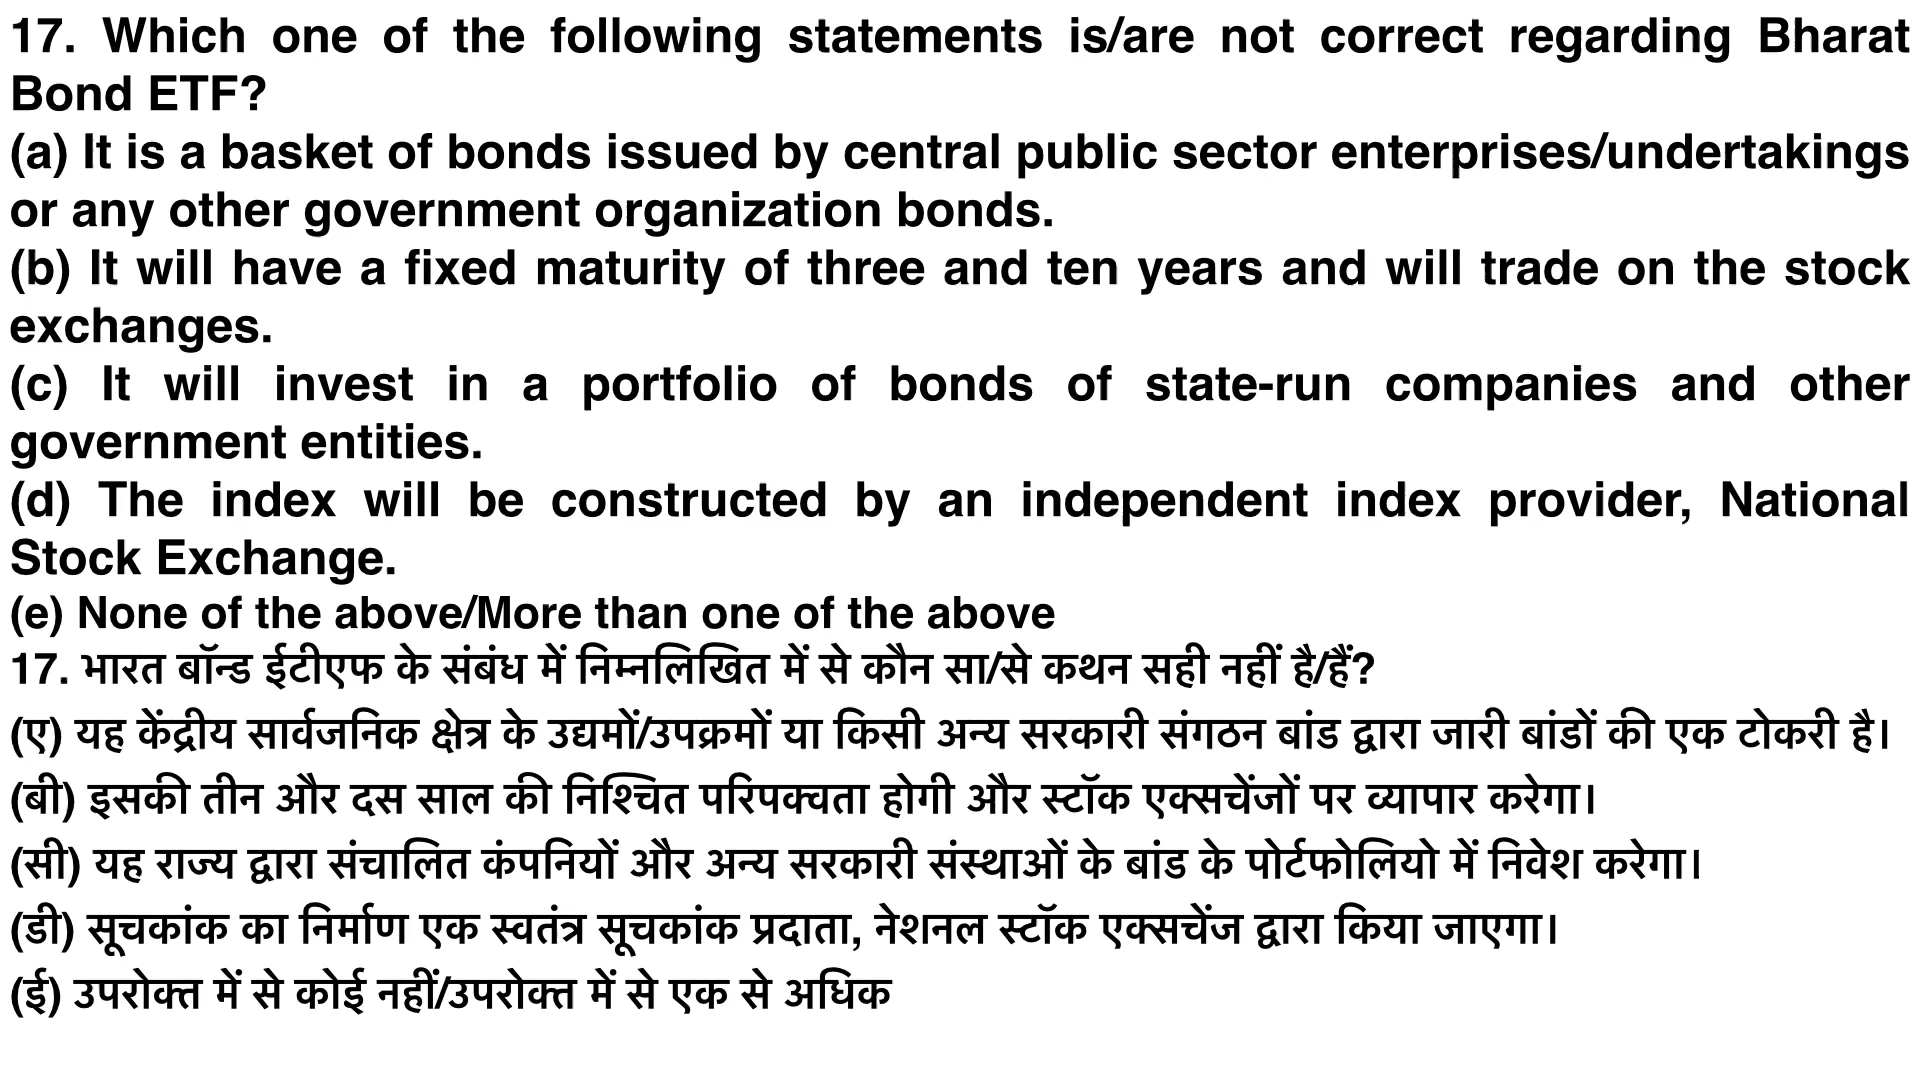 17. Which one of the following statements is/are not correct regarding Bharat
Bond ETF?
(a) It is a basket of bonds issued by central public sector enterprises/undertakings
or any other government organization bonds.
(b) It will have a fixed maturity of three and ten years and will trade on the stock
exchanges.
(c) It will invest in a portfolio of bonds of state-run companies and other
government entities.
(d) The index will be constructed by an independent index provider, National
Stock Exchange.
(e) None of the above/More than one of the above
17. भारत बॉन्ड ईटीएफ के संबंध में निम्नलिखित में से कौन सा/से कथन सही नहीं है/हैं?
(ए) यह केंद्रीय सार्वजनिक क्षेत्र के उद्यमों/उपक्रमों या किसी अन्य सरकारी संगठन बांड द्वारा जारी बांडों की एक टोकरी है।
(बी) इसकी तीन और दस साल की निश्चित परिपक्वता होगी और स्टॉक एक्सचेंजों पर व्यापार करेगा।
(सी) यह राज्य द्वारा संचालित कंपनियों और अन्य सरकारी संस्थाओं के बांड के पोर्टफोलियो में निवेश करेगा।
(डी) सूचकांक का निर्माण एक स्वतंत्र सूचकांक प्रदाता, नेशनल स्टॉक एक्सचेंज द्वारा किया जाएगा।
(ई) उपरोक्त में से कोई नहीं/उपरोक्त में से एक से अधिक